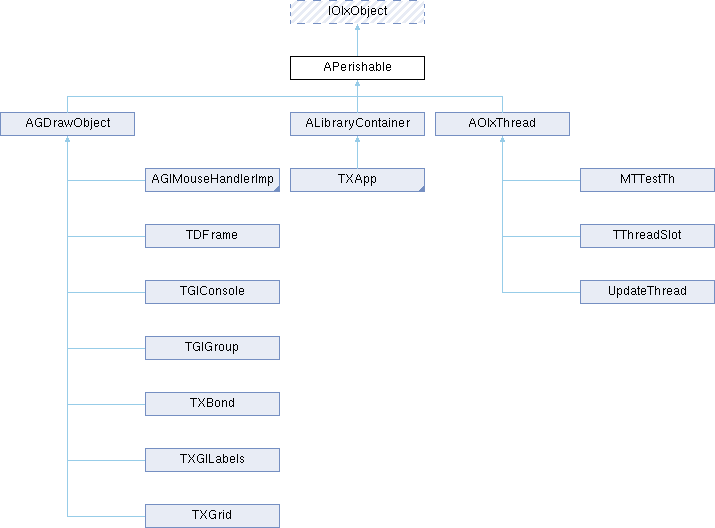 IOlxObject
APerishable
AGDrawObject
ALibraryContainer
AOlxThread
AGlMouseHandlerImp
TXApp
MTTestTh
TDFrame
TThreadSlot
TGlConsole
UpdateThread
TGlGroup
TXBond
TXGlLabels
TXGrid